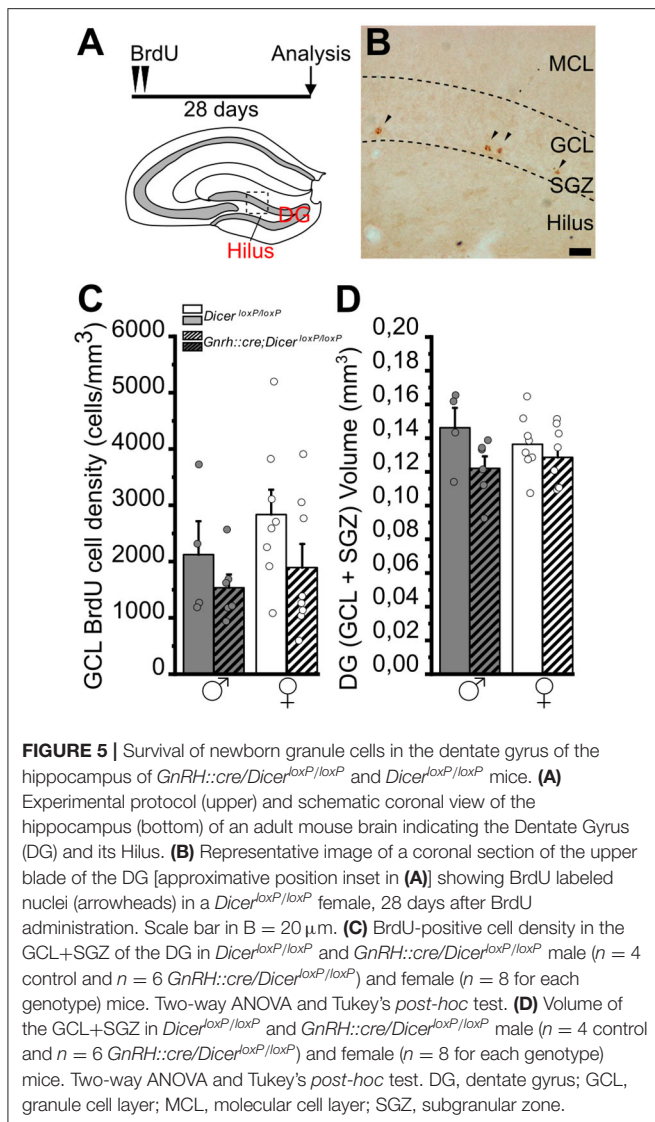 A
BrdU
Analysis
28 days
DG
Hilus
B
MCL
GCL
SGZ
Hilus
C
Dicer loxP/loxP
Gnrh::cre;Dicer loxP/loxP
GCL BrdU cell density (cells/mm3)
6000
5000
4000
3000
2000
1000
0
♂
♀
D
DG (GCL + SGZ) Volume (mm3)
0,20
0,18
0,16
0,14
0,12
0,10
0,08
0,06
0,04
0,02
0,00
♂
♀
FIGURE 5 | Survival of newborn granule cells in the dentate gyrus of the
hippocampus of GnRH::cre/DicerloxP/loxP and DicerloxP/loxP mice. (A)
Experimental protocol (upper) and schematic coronal view of the
hippocampus (bottom) of an adult mouse brain indicating the Dentate Gyrus
(DG) and its Hilus. (B) Representative image of a coronal section of the upper
blade of the DG [approximative position inset in (A)] showing BrdU labeled
nuclei (arrowheads) in a DicerloxP/loxP female, 28 days after BrdU
administration. Scale bar in B = 20 µm. (C) BrdU-positive cell density in the
GCL+SGZ of the DG in DicerloxP/loxP and GnRH::cre/DicerloxP/loxP male (n = 4
control and n = 6 GnRH::cre/DicerloxP/loxP) and female (n = 8 for each
genotype) mice. Two-way ANOVA and Tukey's post-hoc test. (D) Volume of
the GCL+SGZ in DicerloxP/loxP and GnRH::cre/DicerloxP/loxP male (n = 4 control
and n = 6 GnRH::cre/DicerloxP/loxP) and female (n = 8 for each genotype)
mice. Two-way ANOVA and Tukey's post-hoc test. DG, dentate gyrus; GCL,
granule cell layer; MCL, molecular cell layer; SGZ, subgranular zone.